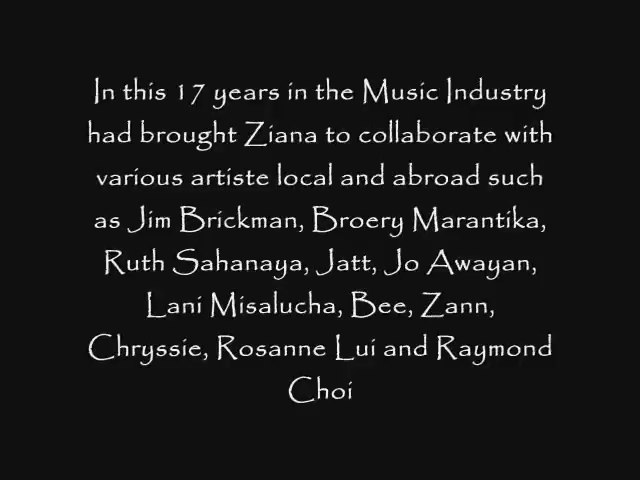 In this 17 years in the Music Industry
had brought Ziana to collaborate with
various artiste local and abroad such
as Jim Brickman, Broery Marantika,
Ruth Sahanaya, Jatt, Jo Awayan,
Lani Misalucha, Bee, Zann,
Chryssie, Rosanne Lui and Raymond
Choi